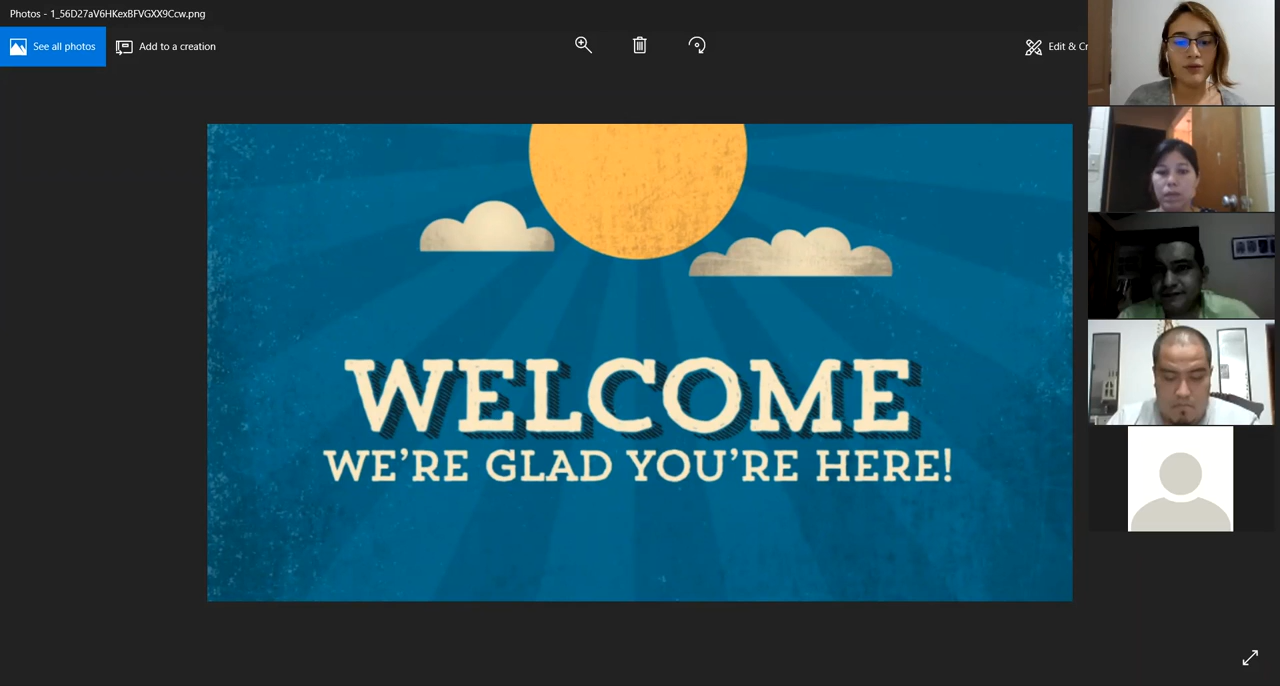 Photos - 1_56D27aV6HKexBFVGXX9Ccw.png
See all photos
Add to a creation
Edit & Cr
WELCOME
WE'RE GLAD YOU'RE HERE!